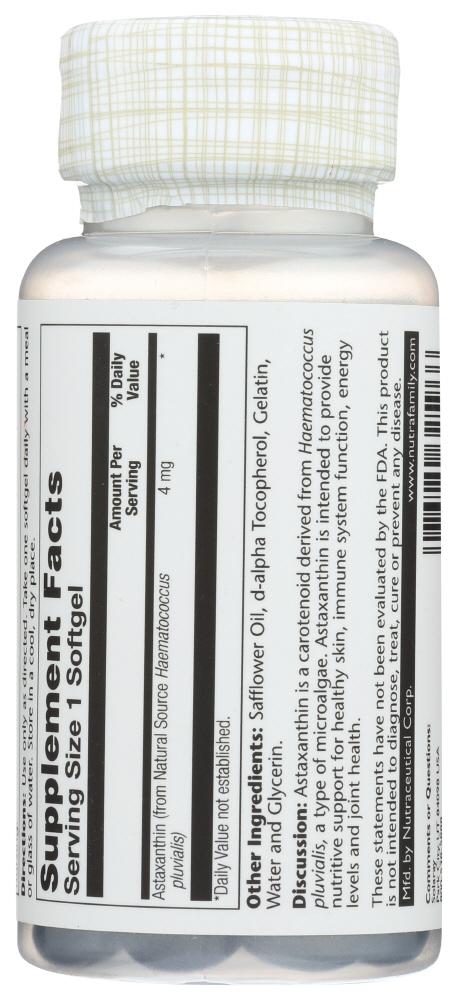 Directions: Use only as directed. Take one softgel daily with a meal
or glass of water. Store in a cool, dry place.
Supplement Facts
Serving Size 1 Softgel
Amount Per
Serving
% Daily
Value
Astaxanthin (from Natural Source Haematococcus
pluvialis)
4 mg
*
*Daily Value not established.
Other Ingredients: Safflower Oil, d-alpha Tocopherol, Gelatin,
Water and Glycerin.
Discussion: Astaxanthin is a carotenoid derived from Haematococcus
pluvialis, a type of microalgae. Astaxanthin is intended to provide
nutritive support for healthy skin, immune system function, energy
levels and joint health.
These statements have not been evaluated by the FDA. This product
is not intended to diagnose, treat, cure or prevent any disease.
Mfd. by Nutraceutical Corp.
www.nutrafamily.com
Comments or Questions:
UT 84098 USA